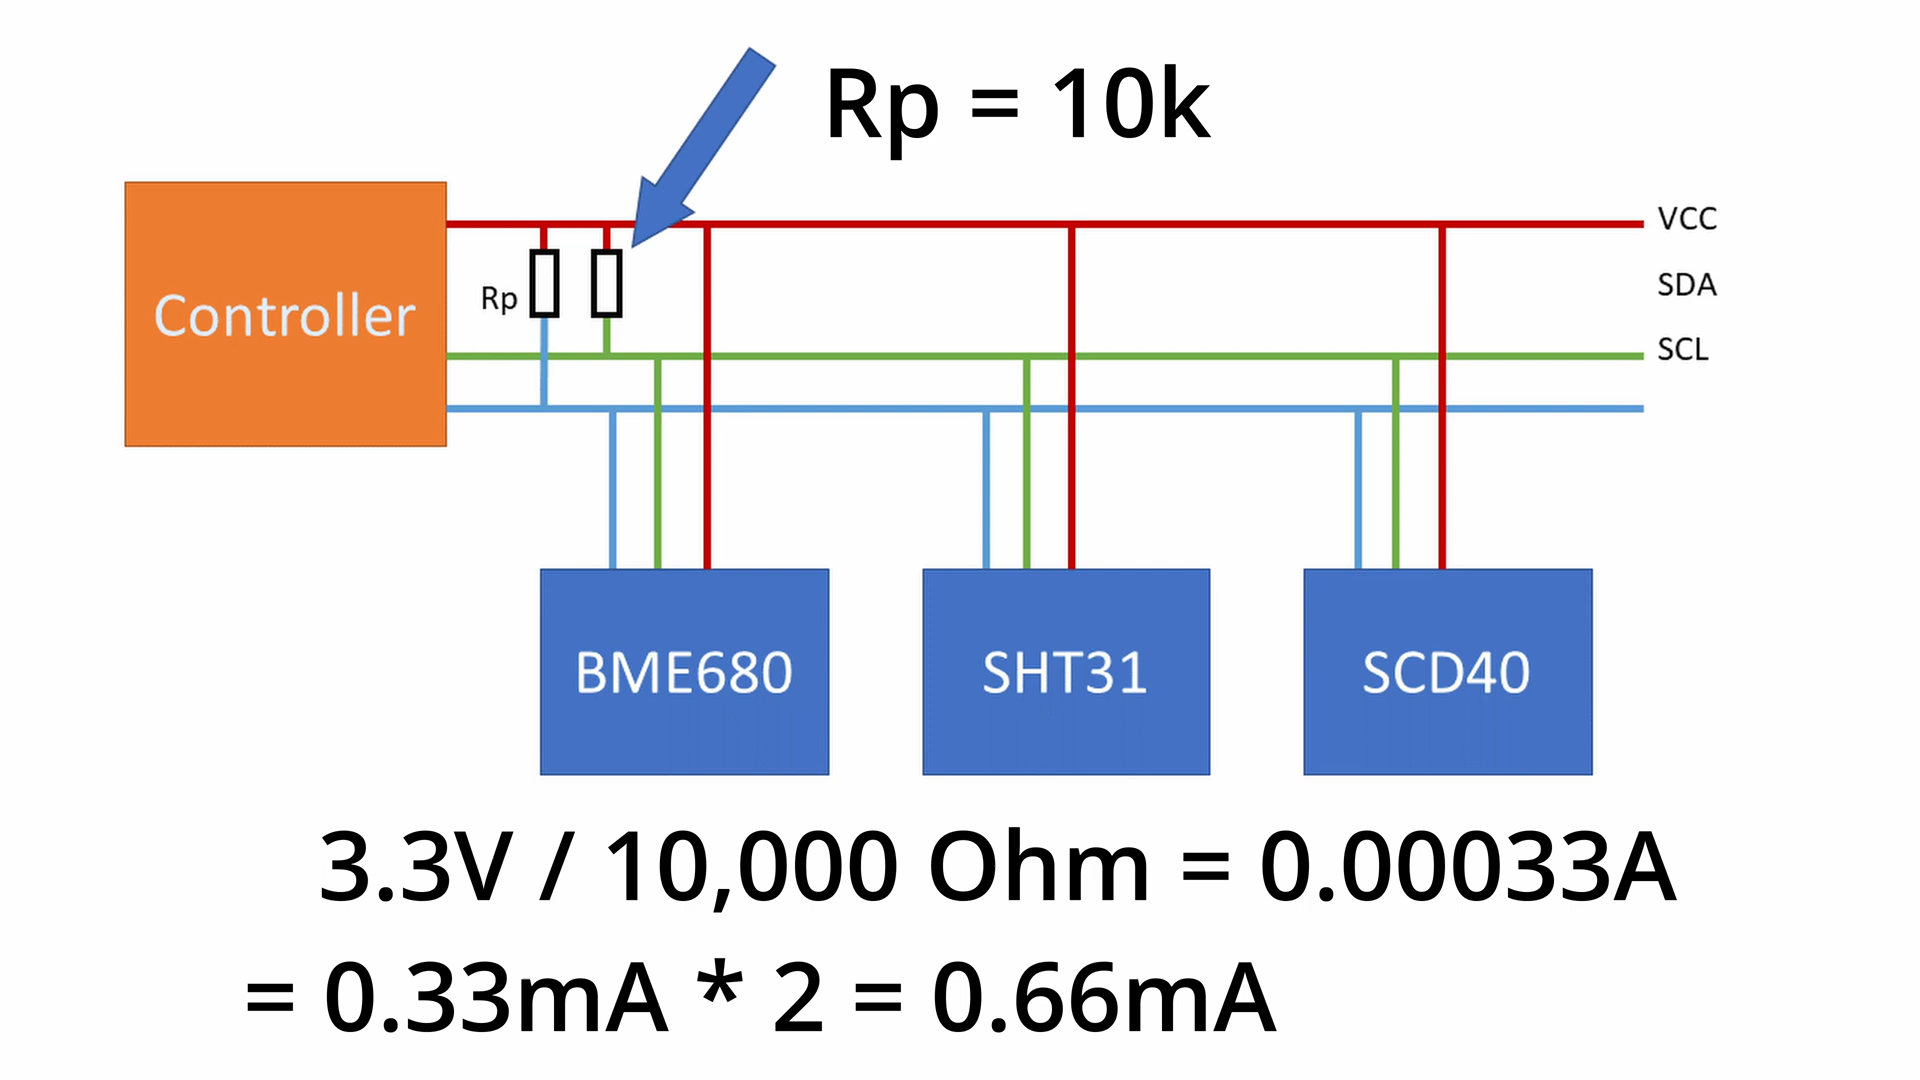 Rp = 10k
VCC
Controller
Rp
SDA
SCL
BME680
SHT31
SCD40
3.3V / 10,000 Ohm = 0.00033A
= 0.33mA * 2 = 0.66mA